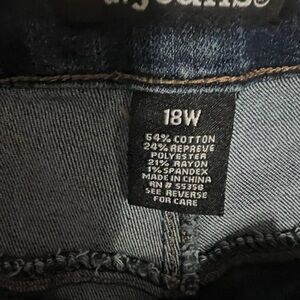 18W
54% COTTON
24% REPREVE
POLYESTER
21% RAYON
1% SPANDEX
MADE IN CHINA
RN # 55358
SEE REVERSE
FOR CARE